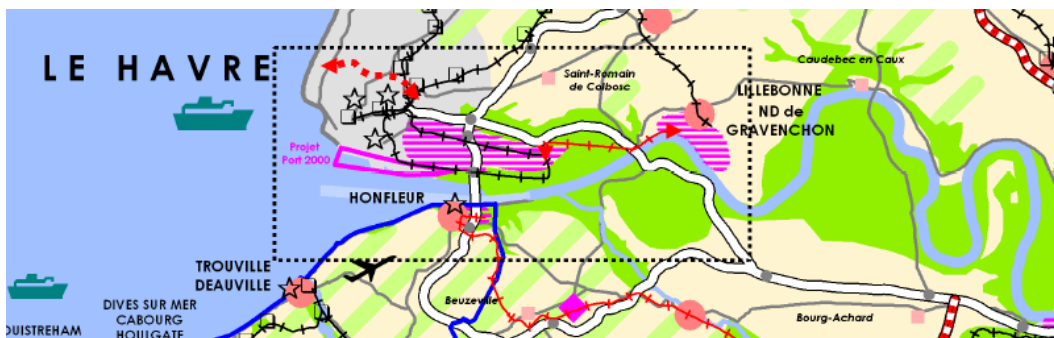 LE HAVRE
Caudebec en Caux
Saint-Romain
de Colbosc
LILLEBONNE
ND de
GRAVENCHON
Projet
Port 2000
HONFLEUR
TROUVILLE
DEAUVILLE
Beuzeville
DIVES SUR MER
CABOURG
HOULGATE
OUISTREHAM
Bourg-Achard